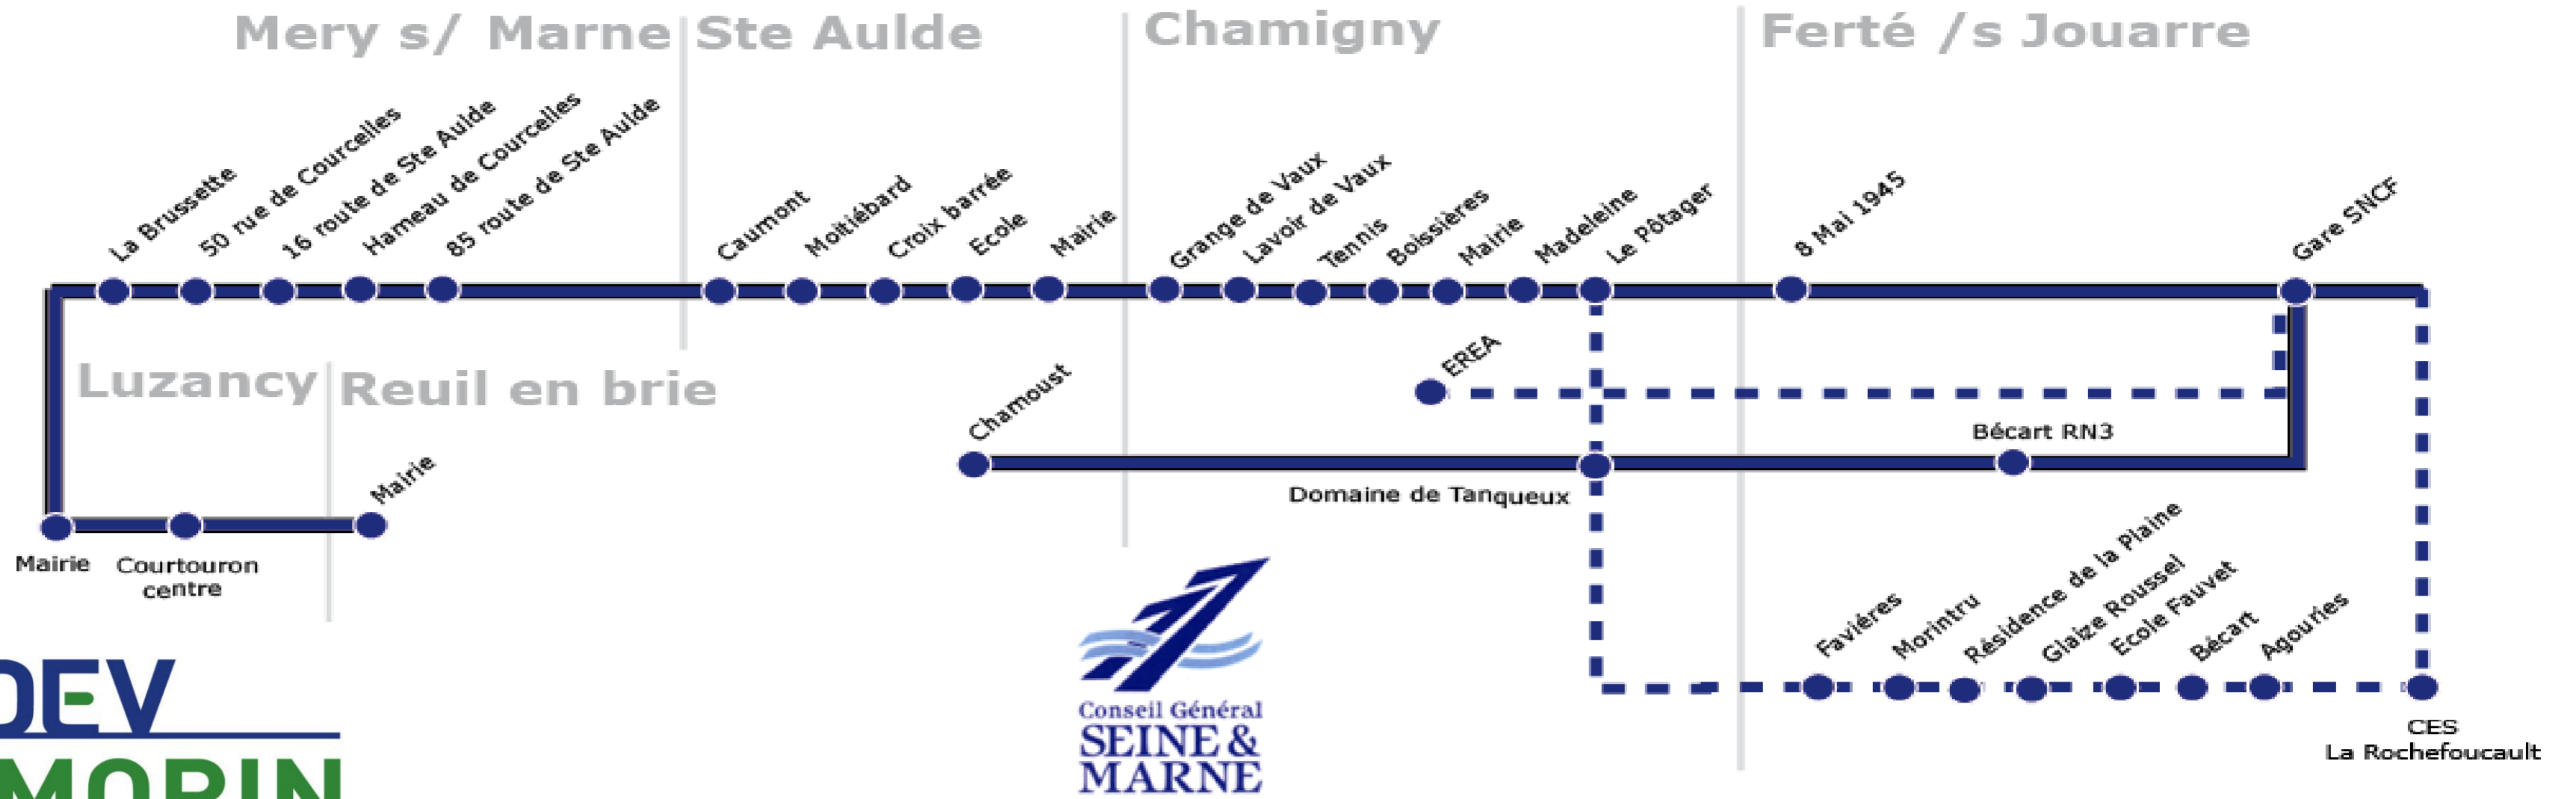 Mery s/ Marne
Ste Aulde
Chamigny
Ferté /s Jouarre
La Brussette
50 rue de Courcelles
16 route de Ste Aulde
Hameau de Courcelles
85 route de Ste Aulde
Caumont
Moitiébard
Croix barrée
Ecole
Mairie
Grange de Vaux
Lavoir de Vaux
Tennis
Boissières
Mairie
Madeleine
Le Pôtager
8 Mai 1945
Gare SNCF
Luzancy
Reuil en brie
EREA
Chamoust
Bécart RN3
Domaine de Tanqueux
Mairie
Mairie
Courtouron
centre
Favières
Morintru
Résidence de la Plaine
Glaize Roussel
Ecole Fauvet
Bécart
Agouries
CES
La Rochefoucault
DEV
MORIN
Conseil Général
SEINE &
MARNE